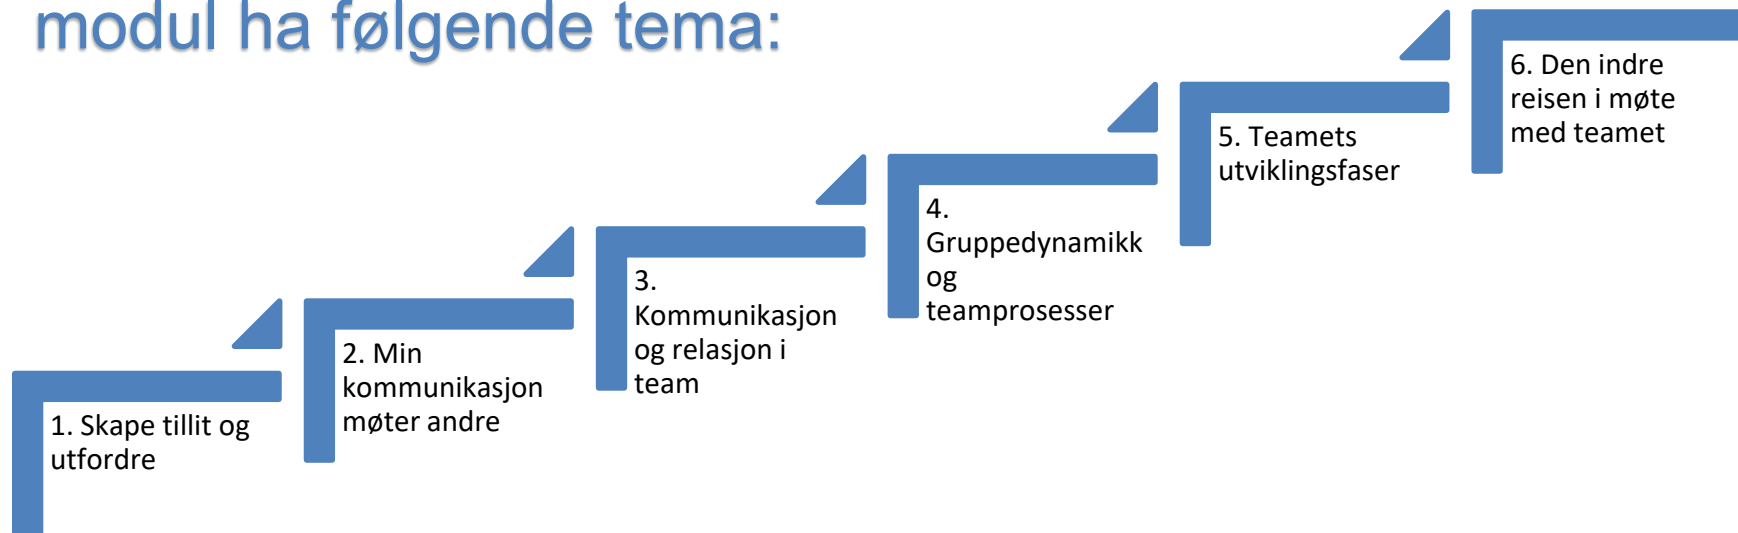 modul ha følgende tema:
1. Skape tillit og
utfordre
2. Min
kommunikasjon
møter andre
3.
Kommunikasjon
og relasjon i
team
4.
Gruppedynamikk
og
teamprosesser
5. Teamets
utviklingsfaser
6. Den indre
reisen i møte
med teamet